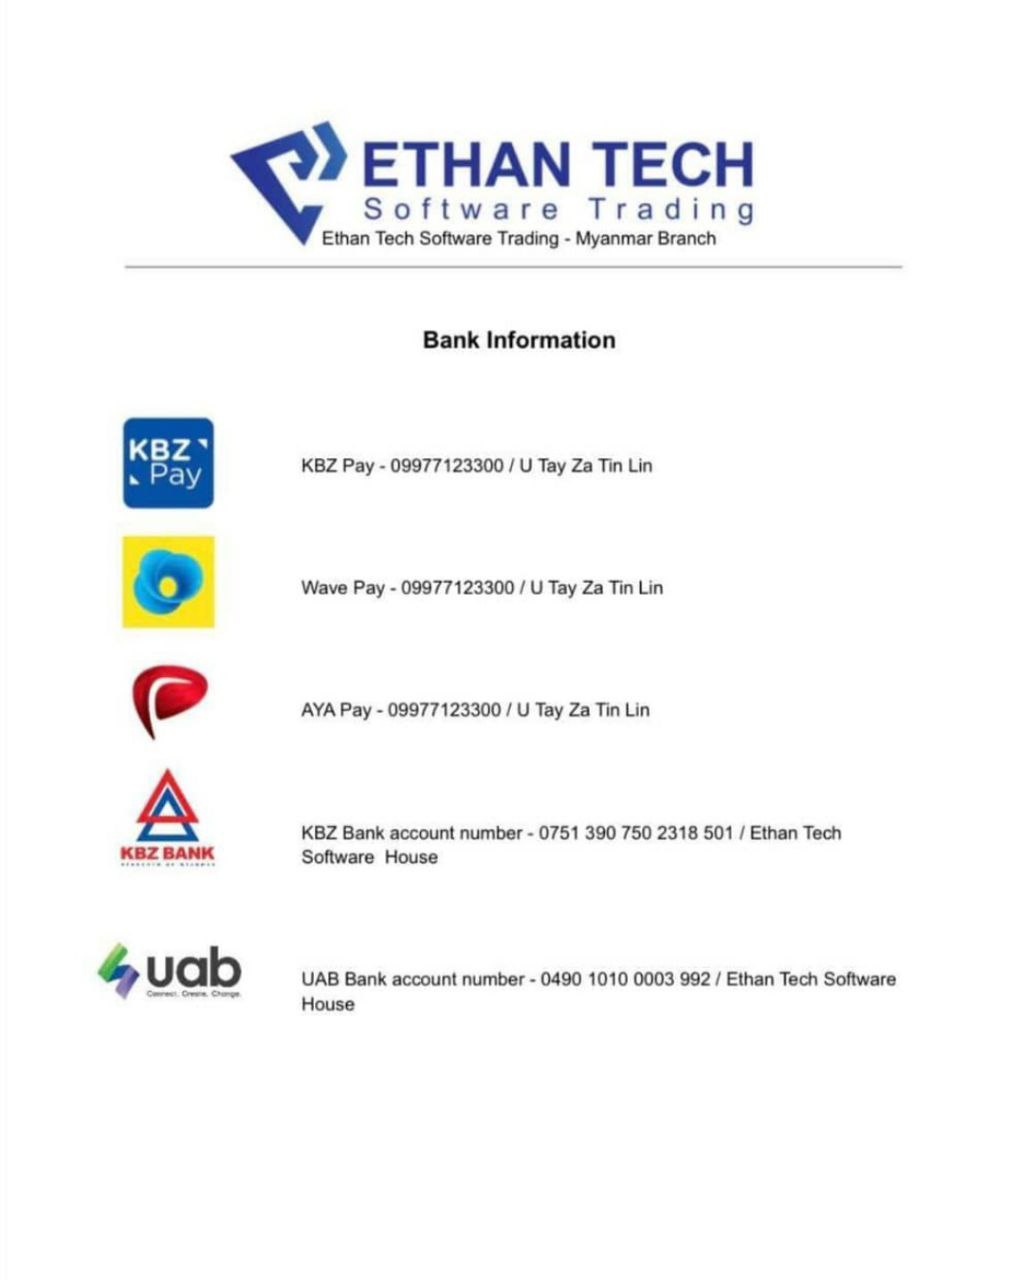 ETHAN TECH
Software Trading
Ethan Tech Software Trading - Myanmar Branch
Bank Information
KBZ
Pay
KBZ Pay - 09977123300 / U Tay Za Tin Lin
Wave Pay - 09977123300 / U Tay Za Tin Lin
AYA Pay - 09977123300 / U Tay Za Tin Lin
KBZ BANK
KBZ Bank account number - 0751 390 750 2318 501 / Ethan Tech
Software House
uab
Connect. Create. Change.
UAB Bank account number - 0490 1010 0003 992 / Ethan Tech Software
House